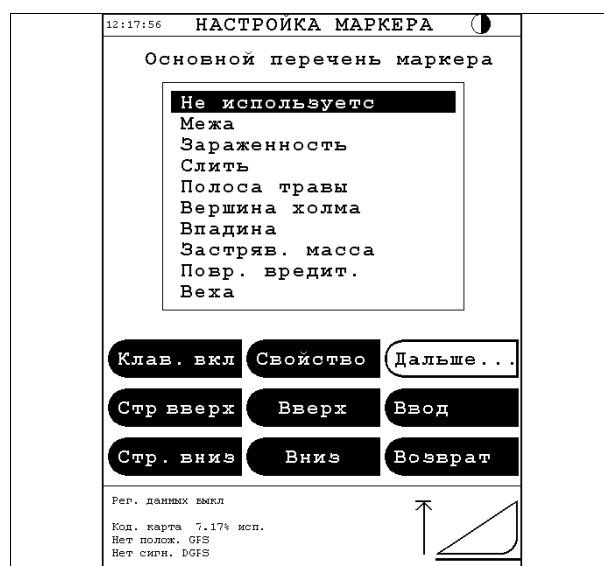 12:17:56 НАСТРОЙКА МАРКЕРА
Основной перечень маркера
Не используетс
Межа
Зараженность
Слить
Полоса травы
Вершина холма
Впадина
Застряв. масса
Повр. вредит.
Веха
Клав. вкл Свойство Дальше...
Стр вверх Вверх Ввод
Стр. вниз Вниз Возврат
Рег. данных выкл
Код. карта 7.17% исп.
Нет полож. GPS
Нет сигн. DGPS